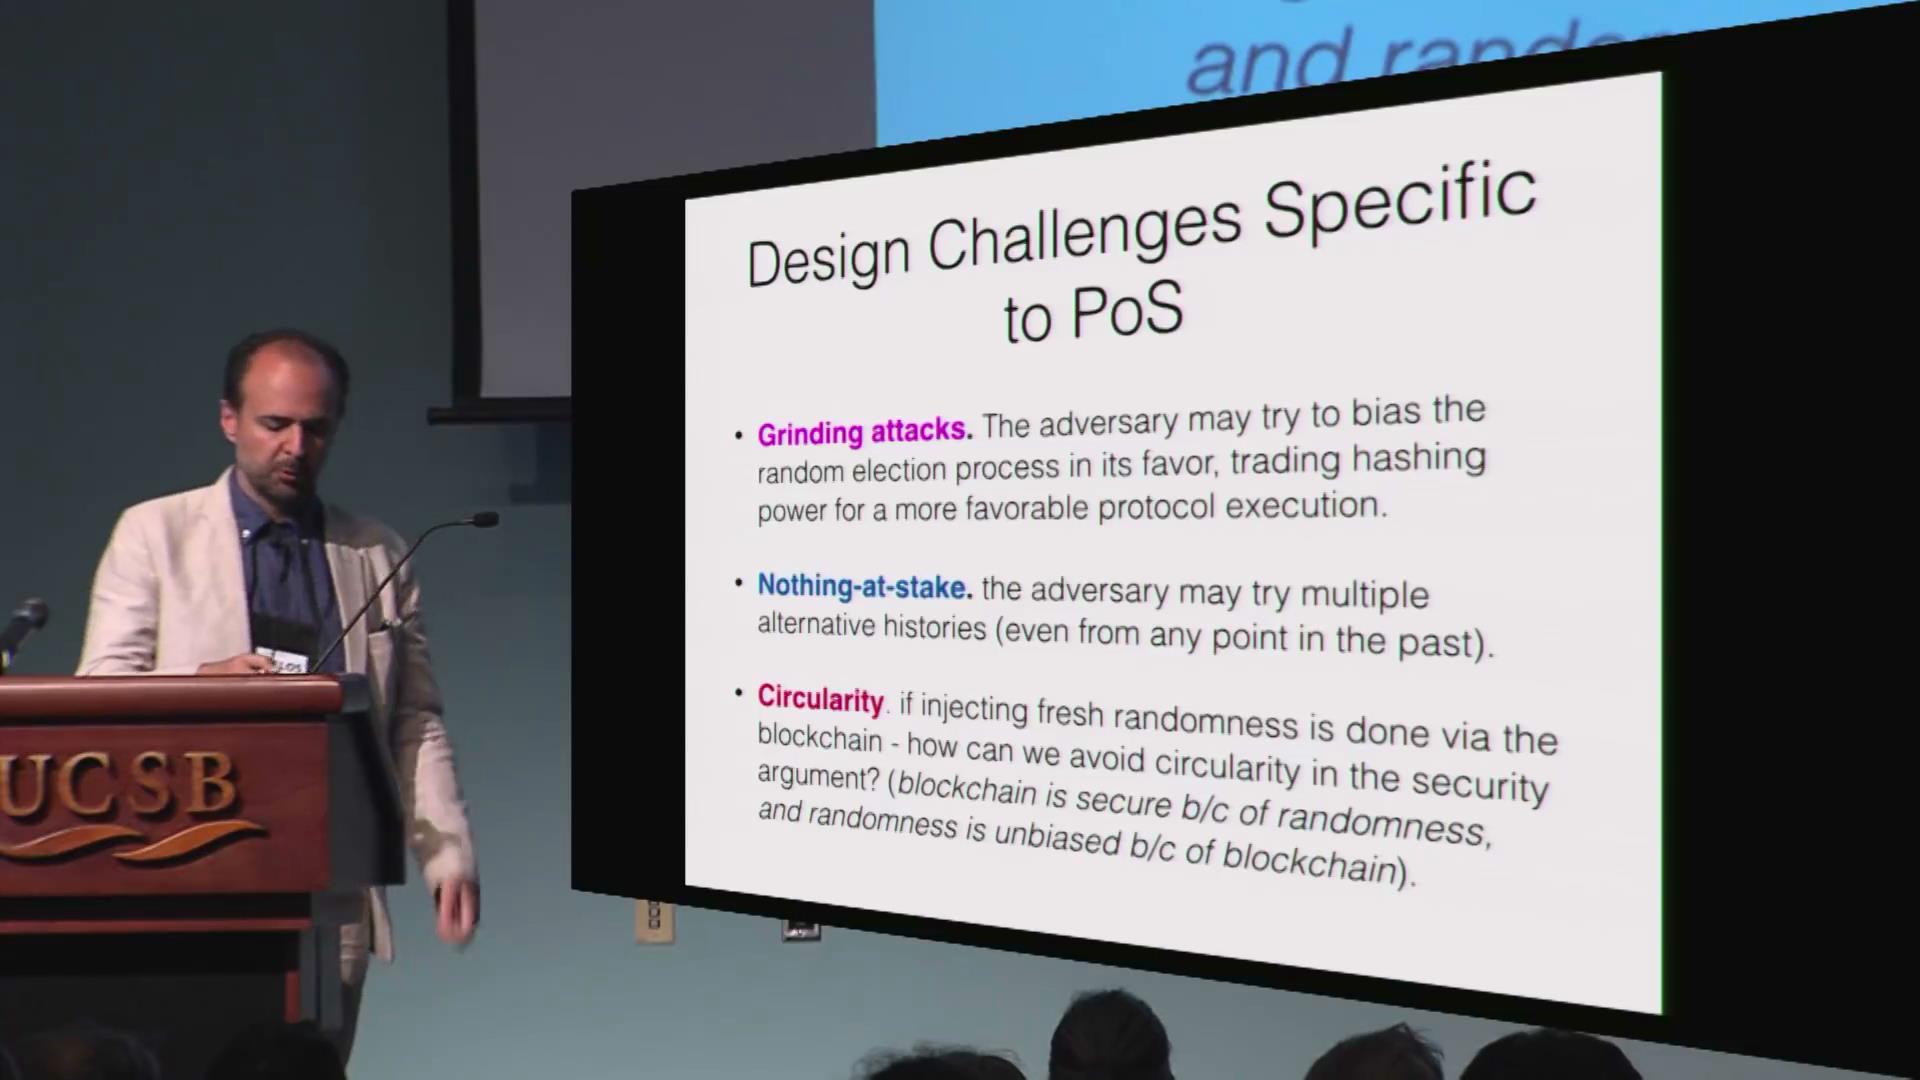 and random
Design Challenges Specific
to PoS
• Grinding attacks. The adversary may try to bias the
random election process in its favor, trading hashing
power for a more favorable protocol execution.
• Nothing-at-stake. the adversary may try multiple
alternative histories (even from any point in the past).
• Circularity. if injecting fresh randomness is done via the
blockchain - how can we avoid circularity in the security
argument? (blockchain is secure b/c of randomness,
and randomness is unbiased b/c of blockchain).
UCSB